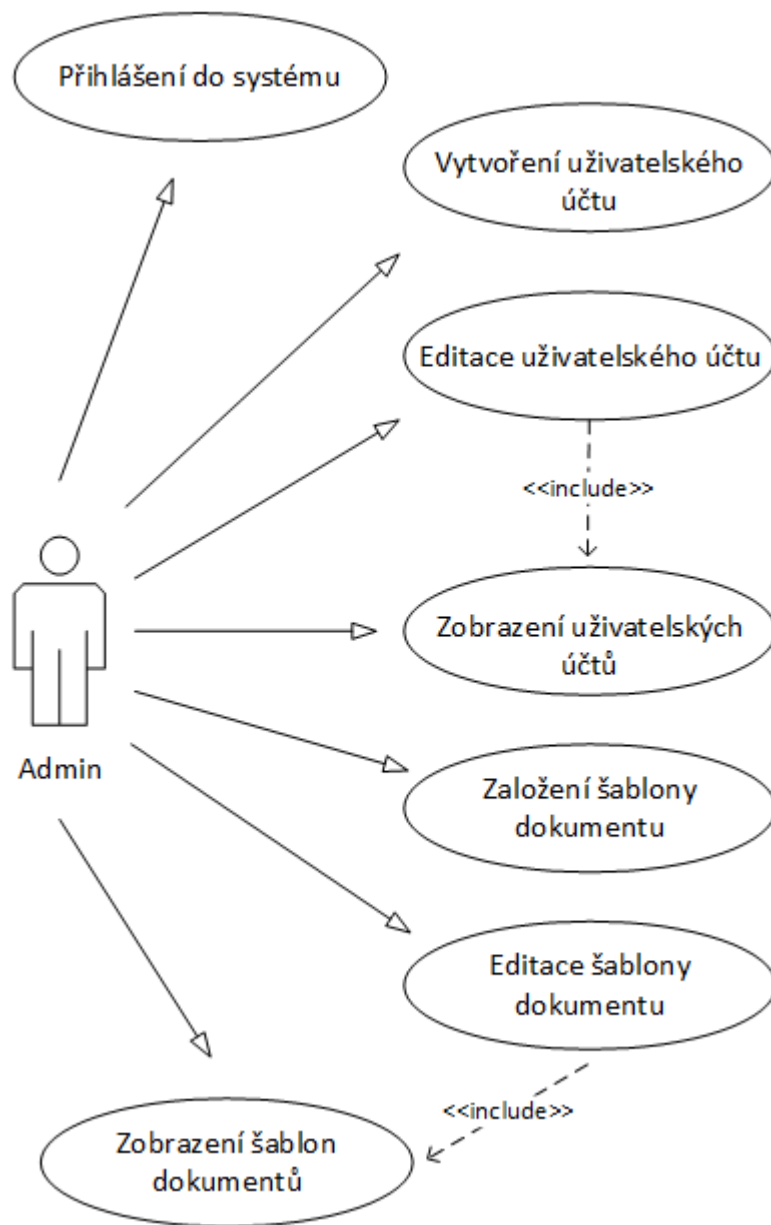 Přihlášení do systému
Vytvoření uživatelského
účtu
Editace uživatelského účtu
<<include>>
Zobrazení uživatelských
účtů
Admin
Založení šablony
dokumentu
Editace šablony
dokumentu
<<include>>
Zobrazení šablon
dokumentů